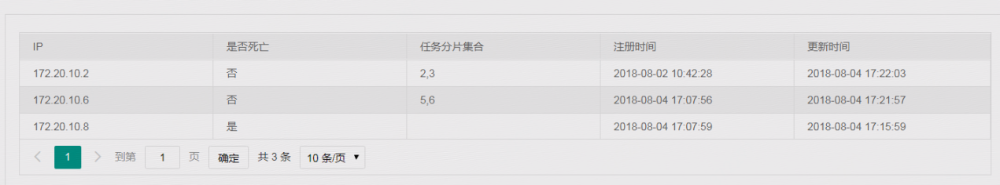 IP 是否死亡 任务分片集合 注册时间 更新时间
172.20.10.2 否 2,3 2018-08-02 10:42:28 2018-08-04 17:22:03
172.20.10.6 否 5,6 2018-08-04 17:07:56 2018-08-04 17:21:57
172.20.10.8 是 2018-08-04 17:07:59 2018-08-04 17:15:59
1 到第 1 页 确定 共 3 条 10 条/页